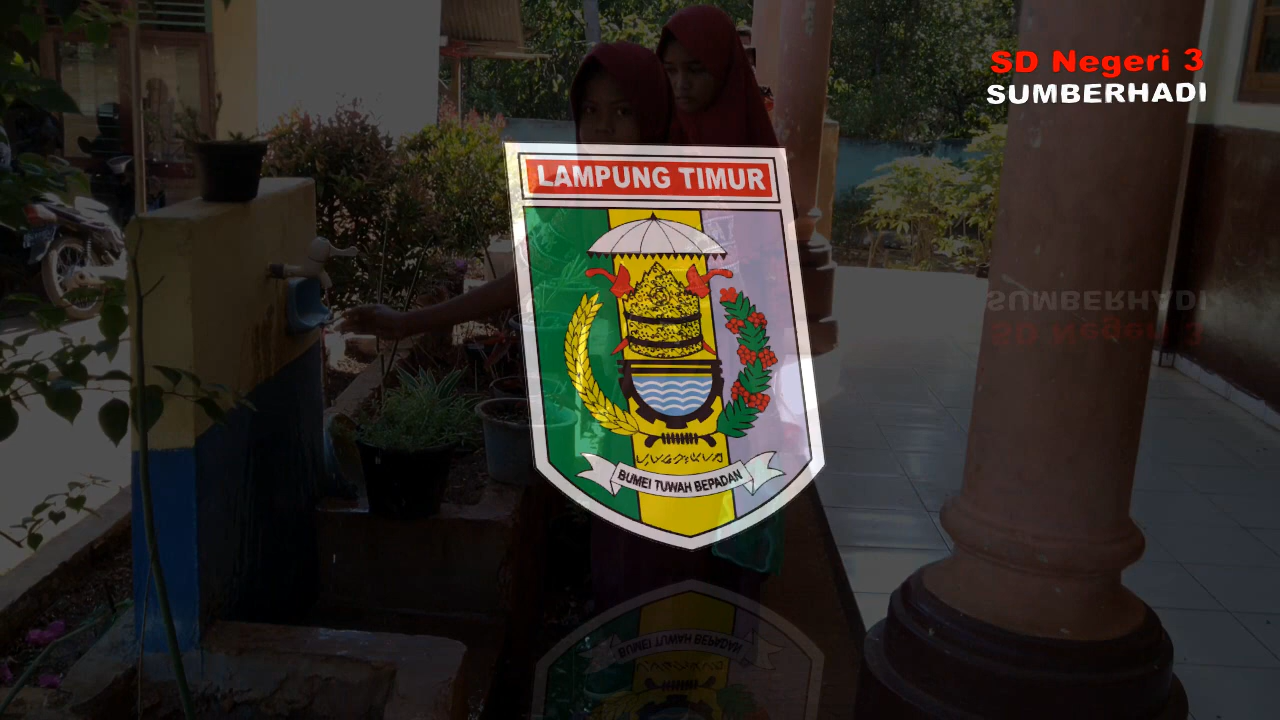 SD Negeri 3
SUMBERHADI
LAMPUNG TIMUR
BUMEI TUWAH BEPADAN